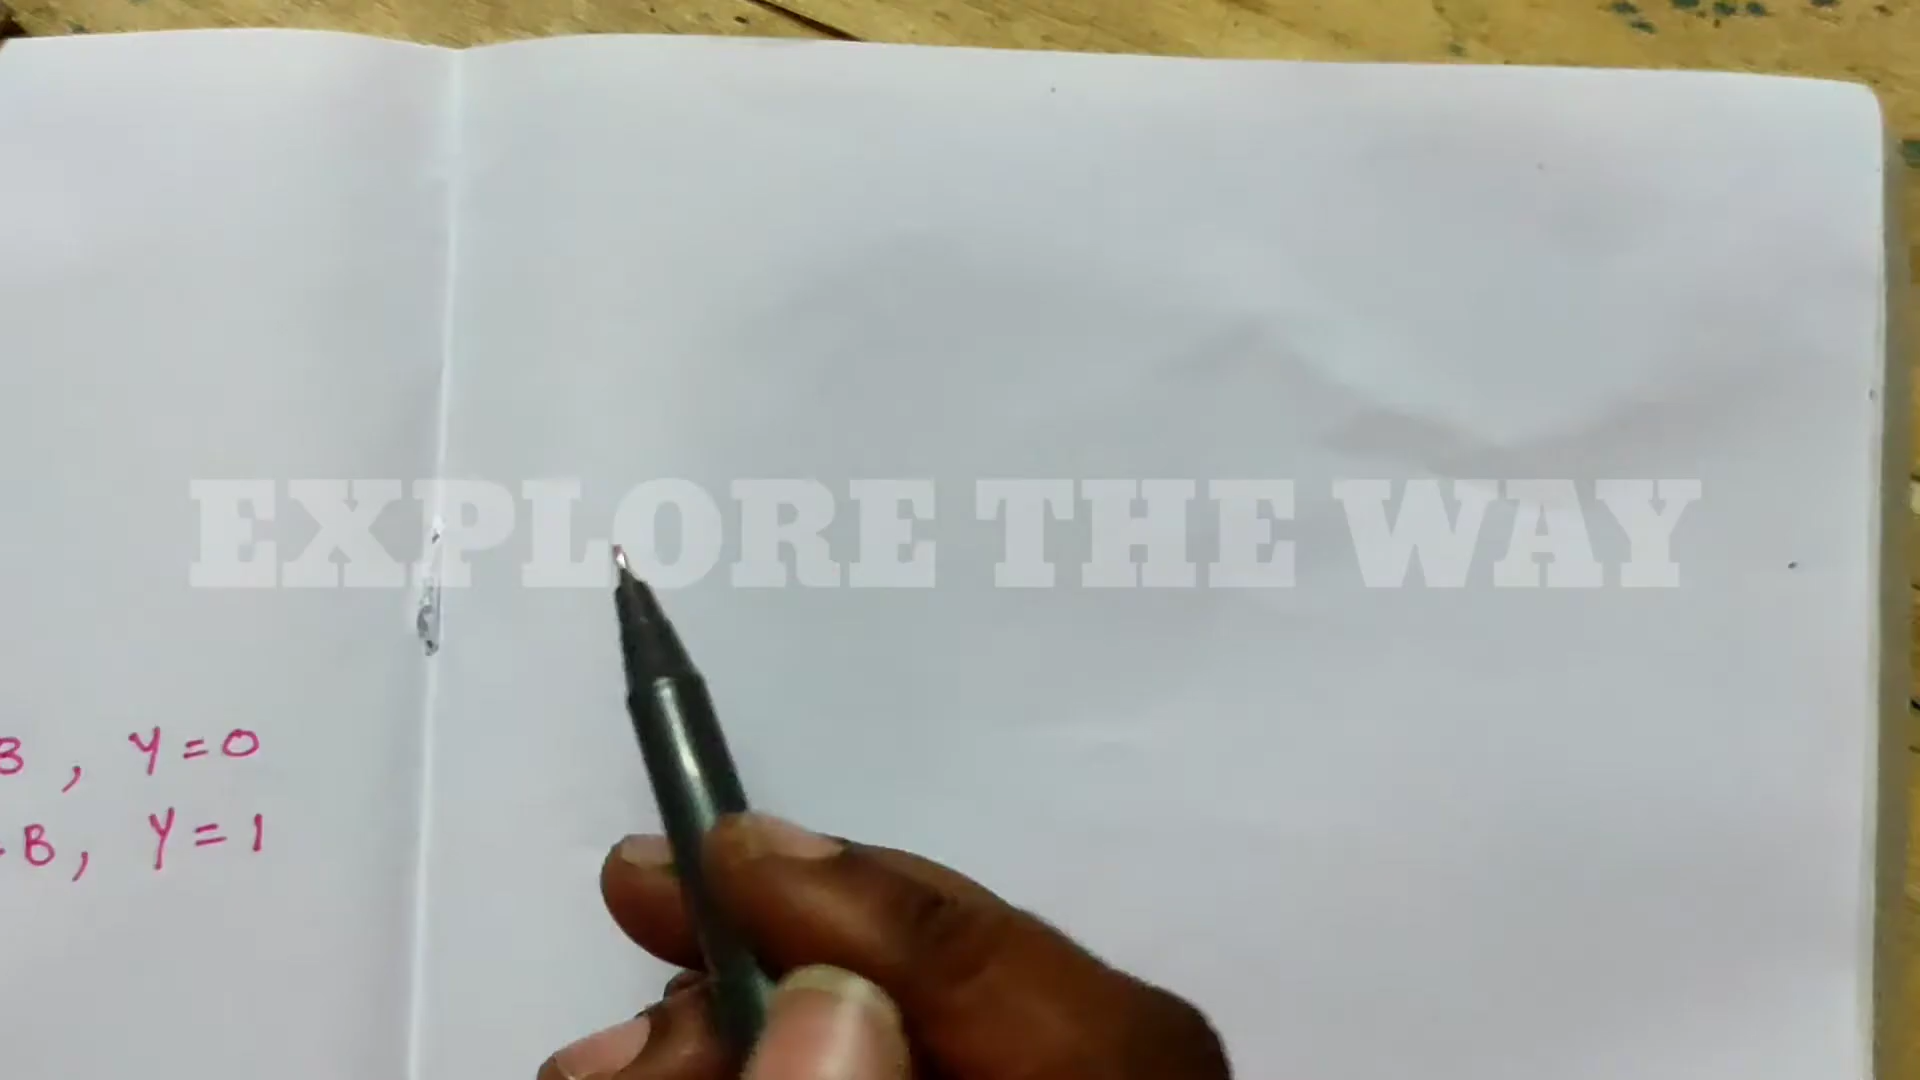 EXPLORE THE WAY
B, Y=0
B, Y=1